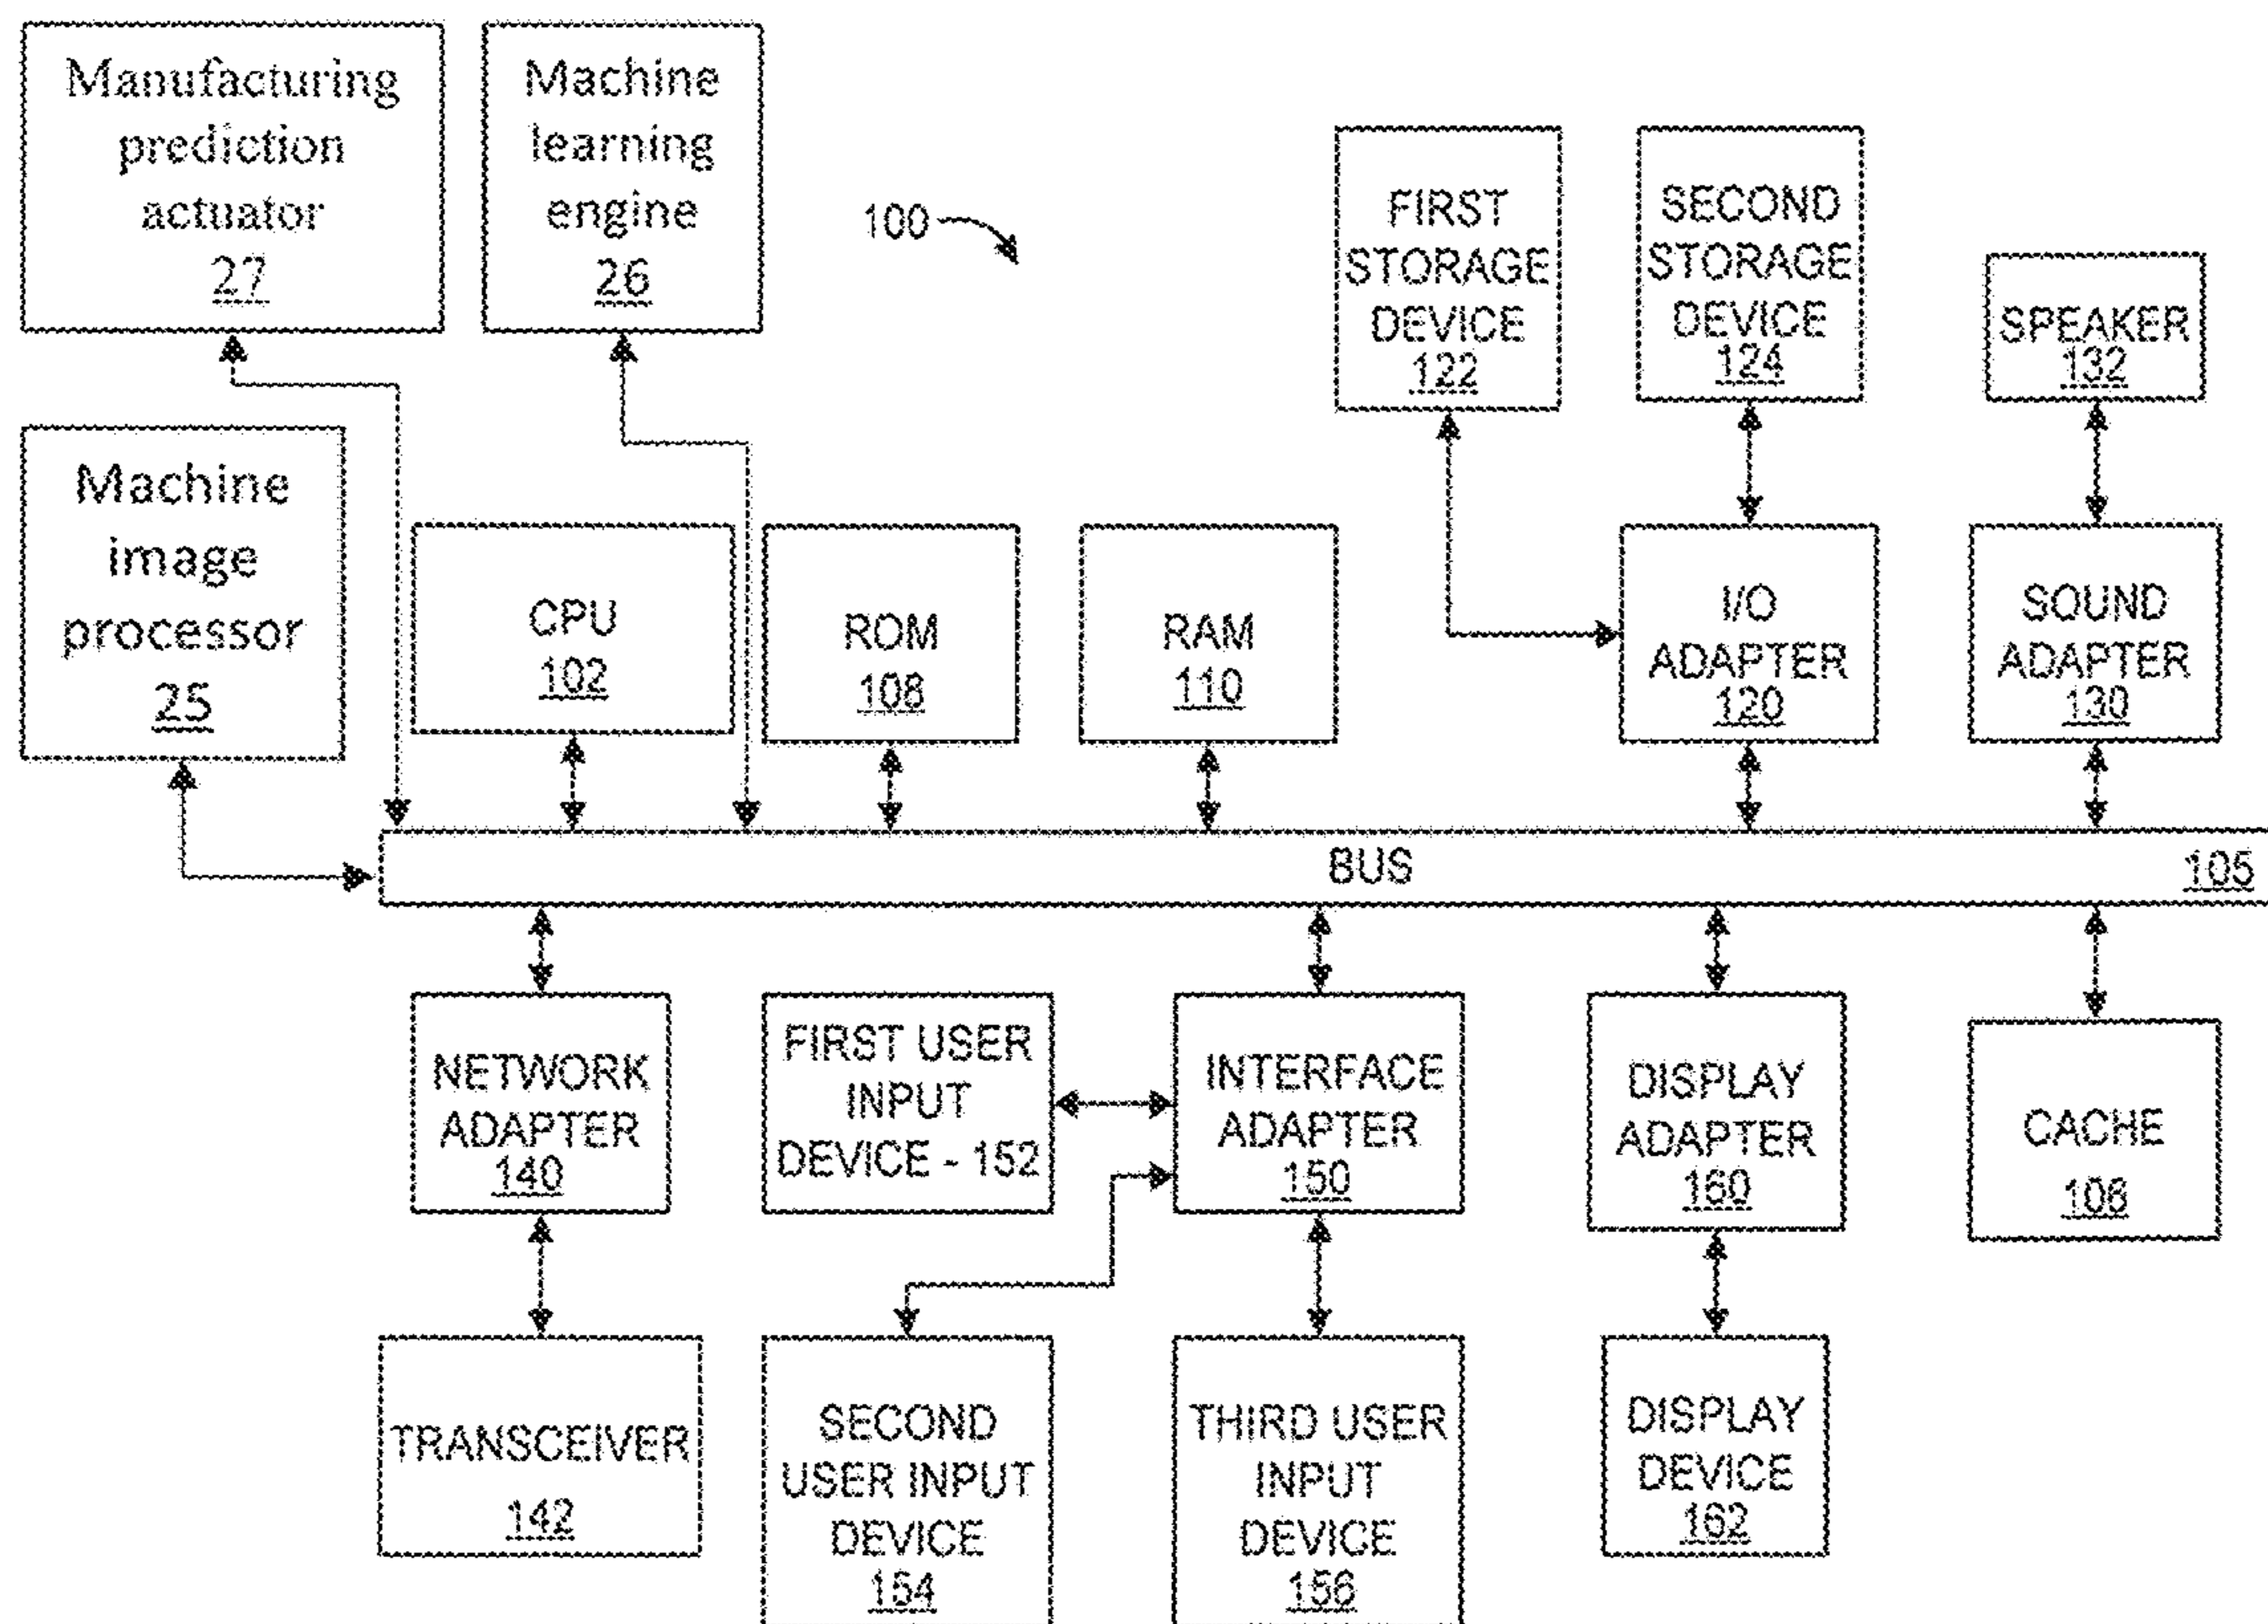 Manufacturing
prediction
actuator
27
Machine
learning
engine
26
100
FIRST
STORAGE
DEVICE
122
SECOND
STORAGE
DEVICE
124
SPEAKER
132
Machine
image
processor
25
CPU
102
ROM
108
RAM
110
I/O
ADAPTER
120
SOUND
ADAPTER
130
BUS
105
NETWORK
ADAPTER
140
FIRST USER
INPUT
DEVICE - 152
INTERFACE
ADAPTER
150
DISPLAY
ADAPTER
160
CACHE
106
TRANSCEIVER
142
SECOND
USER INPUT
DEVICE
154
THIRD USER
INPUT
DEVICE
156
DISPLAY
DEVICE
162